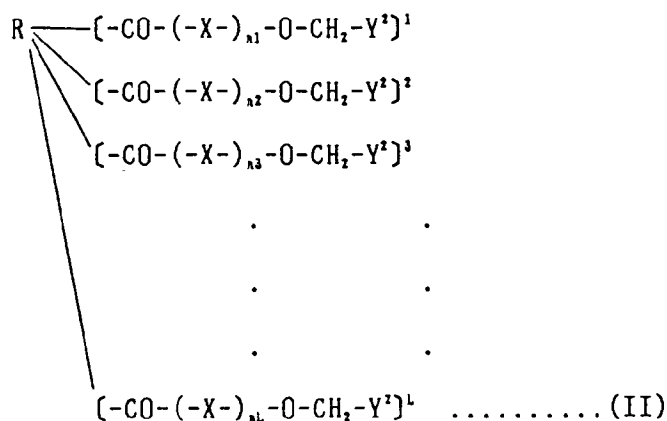 R [-CO-(-X-)ₙ₁-O-CH₂-Y²]¹
[-CO-(-X-)ₙ₂-O-CH₂-Y²]²
[-CO-(-X-)ₙ₃-O-CH₂-Y²]³
. .
. .
. .
[-CO-(-X-)ₙL-O-CH₂-Y²]ᴸ ..........(II)